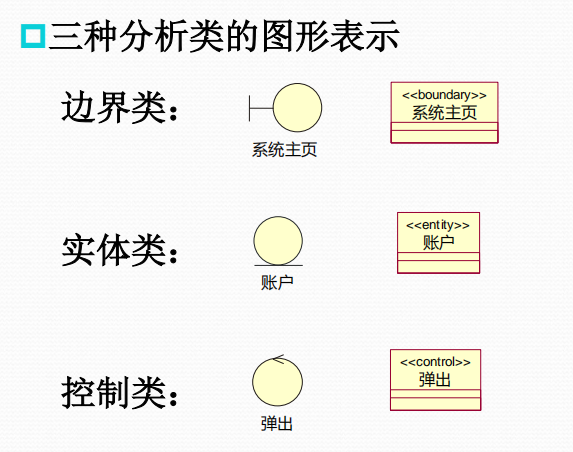 三种分析类的图形表示
边界类：
系统主页
<<boundary>>
系统主页
实体类：
账户
<<entity>>
账户
控制类：
弹出
<<control>>
弹出